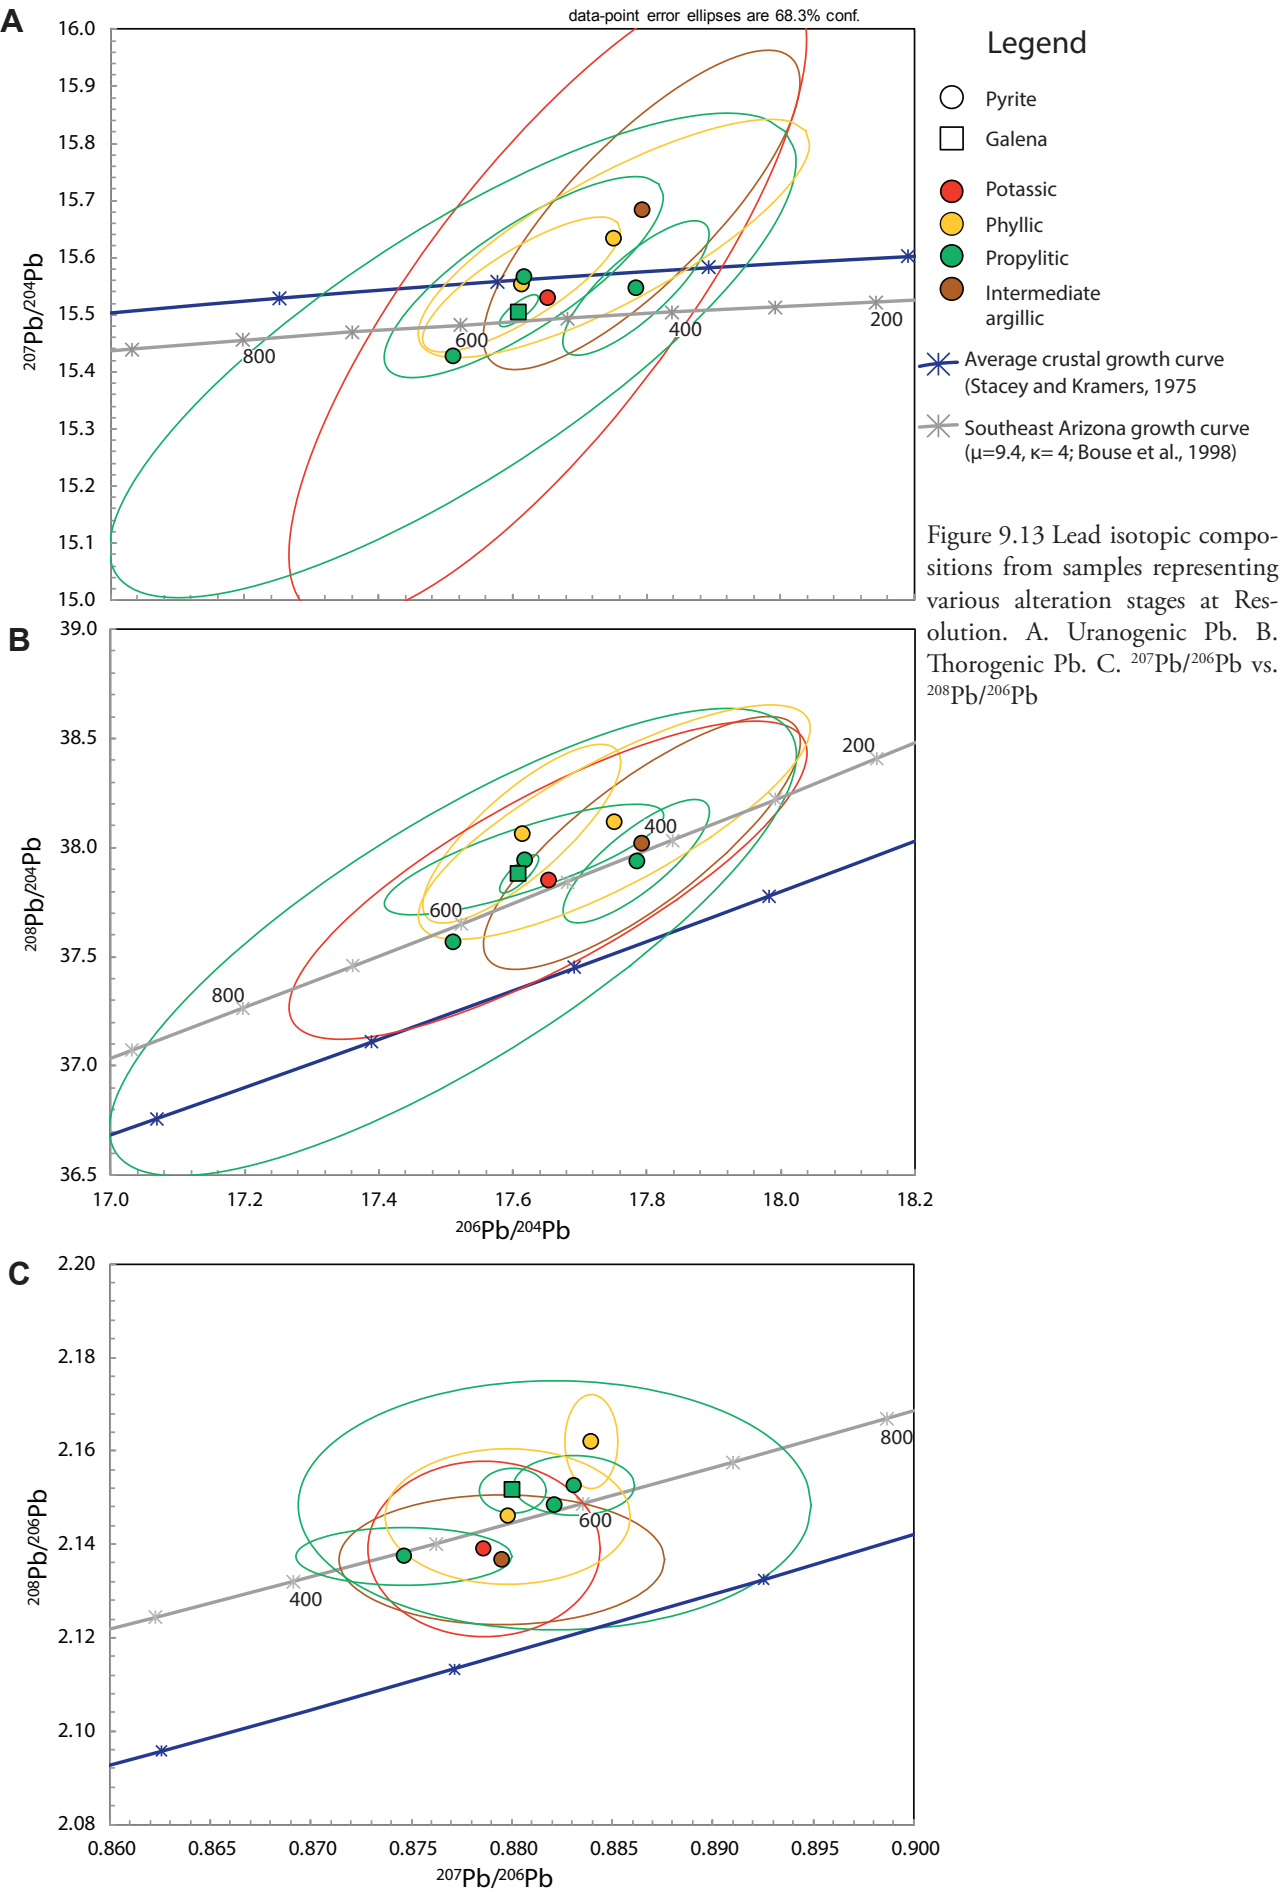 A
data-point error ellipses are 68.3% conf.
16.0
15.9
15.8
15.7
15.6
15.5
15.4
15.3
15.2
15.1
15.0
207Pb/204Pb
800
600
400
200
Legend
Pyrite
Galena
Potassic
Phyllic
Propylitic
Intermediate
argillic
Average crustal growth curve
(Stacey and Kramers, 1975
Southeast Arizona growth curve
(µ=9.4, κ= 4; Bouse et al., 1998)
Figure 9.13 Lead isotopic compo-
sitions from samples representing
various alteration stages at Res-
olution. A. Uranogenic Pb. B.
Thorogenic Pb. C. 207Pb/206Pb vs.
208Pb/206Pb
B
39.0
38.5
38.0
37.5
37.0
36.5
208Pb/204Pb
800
600
400
200
17.0 17.2 17.4 17.6 17.8 18.0 18.2
206Pb/204Pb
C
2.20
2.18
2.16
2.14
2.12
2.10
2.08
208Pb/206Pb
400
600
800
0.860 0.865 0.870 0.875 0.880 0.885 0.890 0.895 0.900
207Pb/206Pb